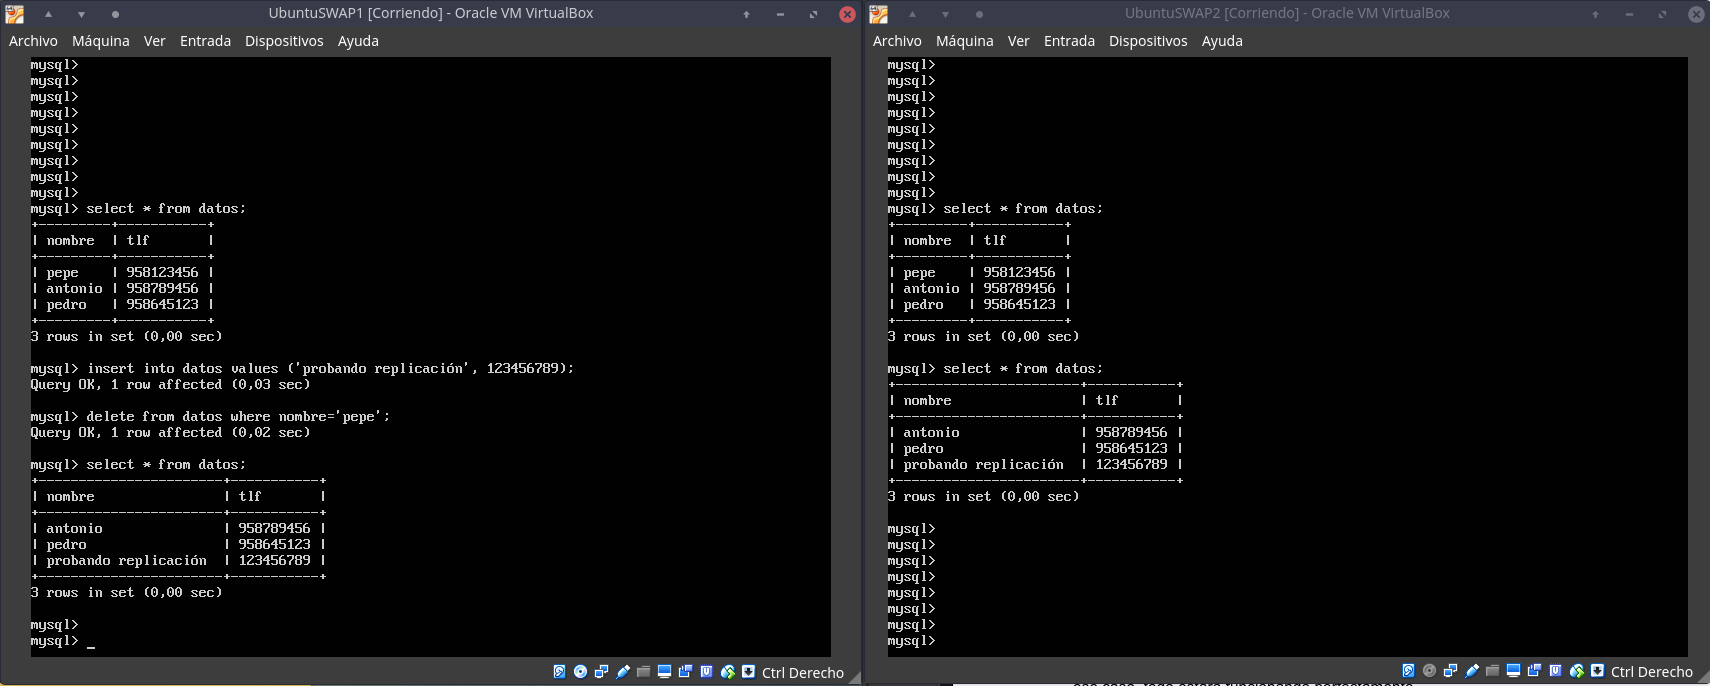 UbuntuSWAP1 [Corriendo] - Oracle VM VirtualBox
Archivo Máquina Ver Entrada Dispositivos Ayuda
mysql>
mysql>
mysql>
mysql>
mysql>
mysql>
mysql>
mysql>
mysql>
mysql> select * from datos;
+---------+-----------+
| nombre  | tlf       |
+---------+-----------+
| pepe    | 958123456 |
| antonio | 958789456 |
| pedro   | 958645123 |
+---------+-----------+
3 rows in set (0,00 sec)
mysql> insert into datos values ('probando replicación', 123456789);
Query OK, 1 row affected (0,03 sec)
mysql> delete from datos where nombre='pepe';
Query OK, 1 row affected (0,02 sec)
mysql> select * from datos;
+-----------------------+-----------+
| nombre                | tlf       |
+-----------------------+-----------+
| antonio               | 958789456 |
| pedro                 | 958645123 |
| probando replicación  | 123456789 |
+-----------------------+-----------+
3 rows in set (0,00 sec)
mysql>
mysql> _
Ctrl Derecho
UbuntuSWAP2 [Corriendo] - Oracle VM VirtualBox
Archivo Máquina Ver Entrada Dispositivos Ayuda
mysql>
mysql>
mysql>
mysql>
mysql>
mysql>
mysql>
mysql>
mysql>
mysql> select * from datos;
+---------+-----------+
| nombre  | tlf       |
+---------+-----------+
| pepe    | 958123456 |
| antonio | 958789456 |
| pedro   | 958645123 |
+---------+-----------+
3 rows in set (0,00 sec)
mysql> select * from datos;
+-----------------------+-----------+
| nombre                | tlf       |
+-----------------------+-----------+
| antonio               | 958789456 |
| pedro                 | 958645123 |
| probando replicación  | 123456789 |
+-----------------------+-----------+
3 rows in set (0,00 sec)
mysql>
mysql>
mysql>
mysql>
mysql>
mysql>
mysql>
mysql>
Ctrl Derecho